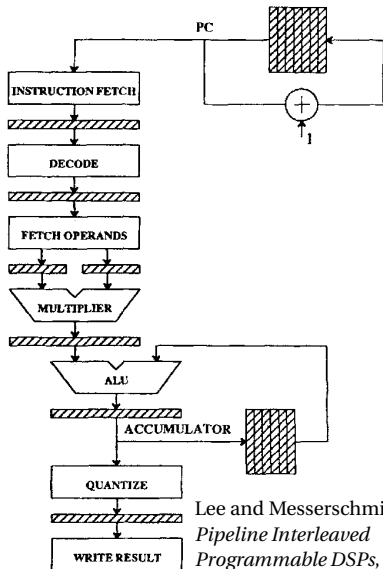 PC
INSTRUCTION FETCH
1
DECODE
FETCH OPERANDS
MULTIPLIER
ALU
ACCUMULATOR
QUANTIZE
Lee and Messerschmi
Pipeline Interleaved
WRITE RESULT
Programmable DSPs,